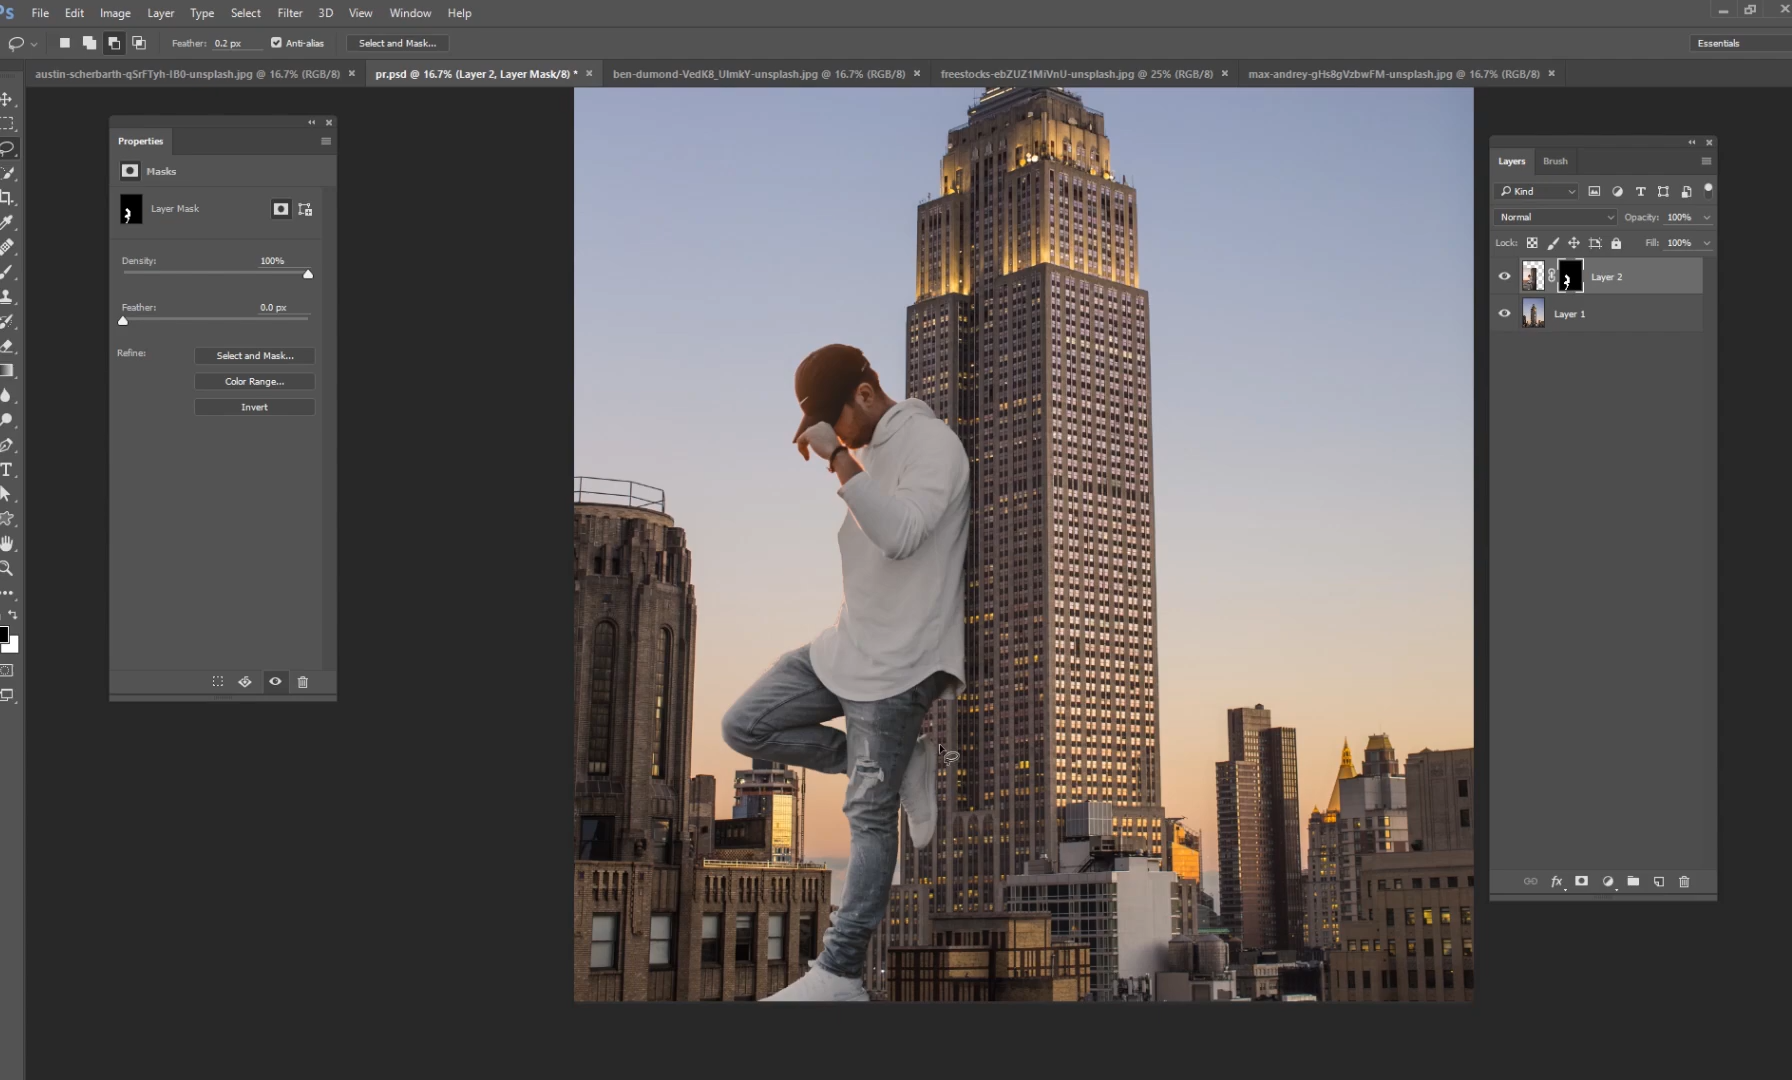 Ps File Edit Image Layer Type Select Filter 3D View Window Help
Feather: 0.2 px Anti-alias Select and Mask... Essentials
austin-scherbarth-qSrFTyh-IB0-unsplash.jpg @ 16.7% (RGB/8) × pr.psd @ 16.7% (Layer 2, Layer Mask/8) * × ben-dumond-VedK8_UlmkY-unsplash.jpg @ 16.7% (RGB/8) × freestocks-ebZUZ1MiVnU-unsplash.jpg @ 25% (RGB/8) × max-andrey-gHs8gVzbwFM-unsplash.jpg @ 16.7% (RGB/8) ×
Properties
Masks
Layer Mask
Density: 100%
Feather: 0.0 px
Refine: Select and Mask...
Color Range...
Invert
Layers Brush
Kind
Normal Opacity: 100%
Lock: Fill: 100%
Layer 2
Layer 1
fx